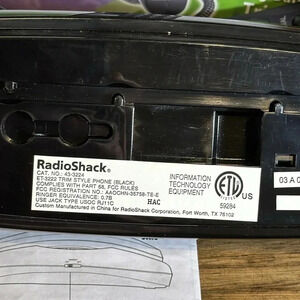 RadioShack®
CAT. NO.: 43-3224
ET-3222 TRIM STYLE PHONE (BLACK)
COMPLIES WITH PART 68, FCC RULES
FCC REGISTRATION NO.: AAOCHN-35758-TE-E
RINGER EQUIVALENCE: 0.7B
USE JACK TYPE USOC RJ11C HAC
Custom Manufactured in China for RadioShack Corporation, Fort Worth, TX 76102
INFORMATION
TECHNOLOGY
EQUIPMENT
ETL
US
59284
03 A 0